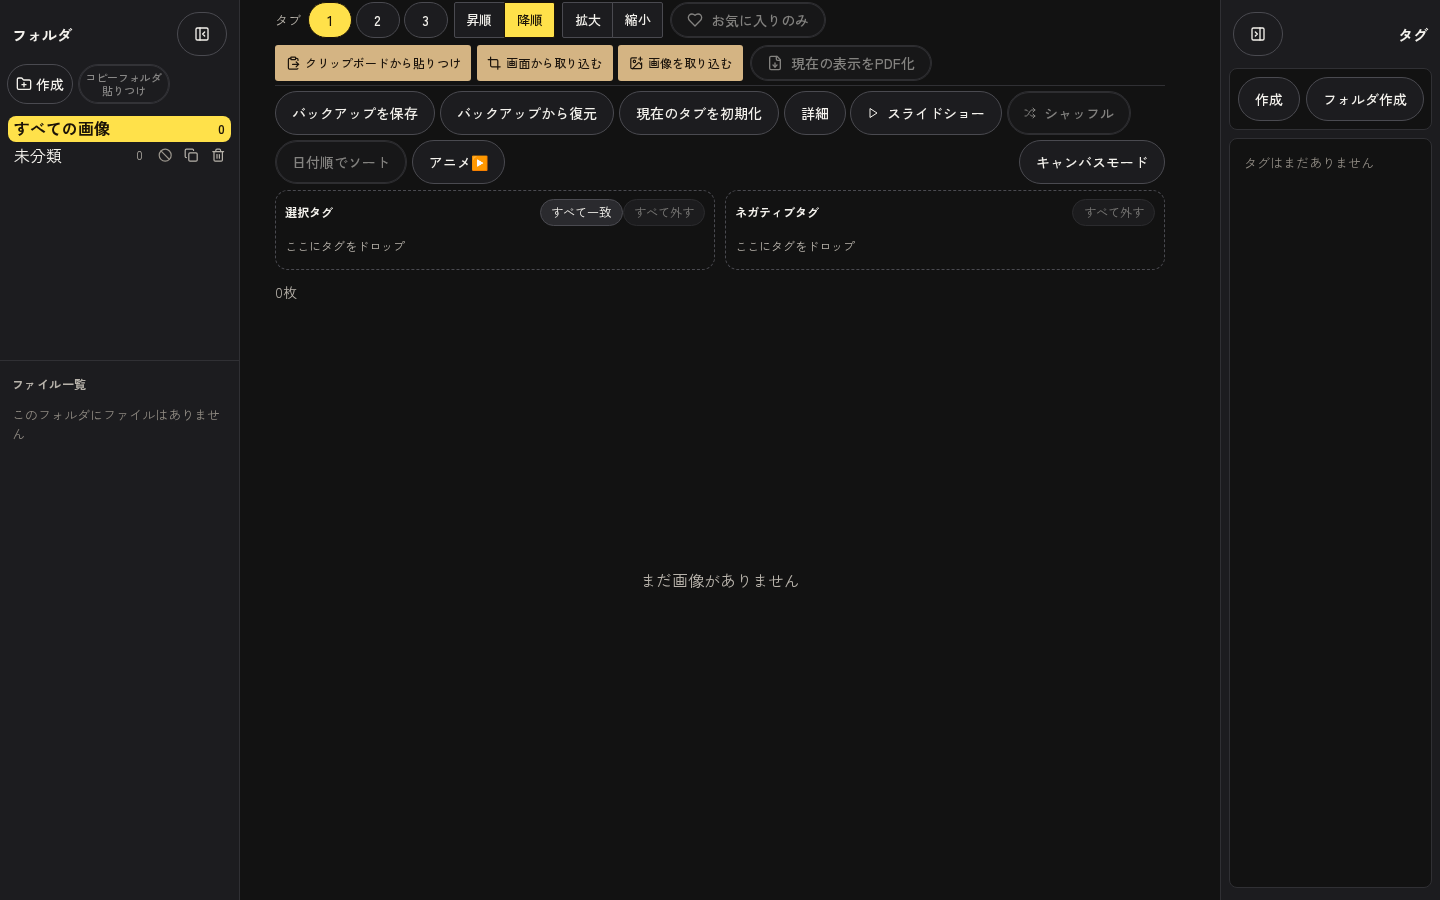 フォルダ
作成
コピーフォルダ
貼りつけ
すべての画像 0
未分類 0
ファイル一覧
このフォルダにファイルはありませ
ん
タブ 1 2 3 昇順 降順 拡大 縮小 お気に入りのみ
クリップボードから貼りつけ 画面から取り込む 画像を取り込む 現在の表示をPDF化
バックアップを保存 バックアップから復元 現在のタブを初期化 詳細 スライドショー シャッフル
日付順でソート アニメ▶️ キャンバスモード
選択タグ すべて一致 すべて外す
ここにタグをドロップ
ネガティブタグ すべて外す
ここにタグをドロップ
0枚
まだ画像がありません
タグ
作成 フォルダ作成
タグはまだありません